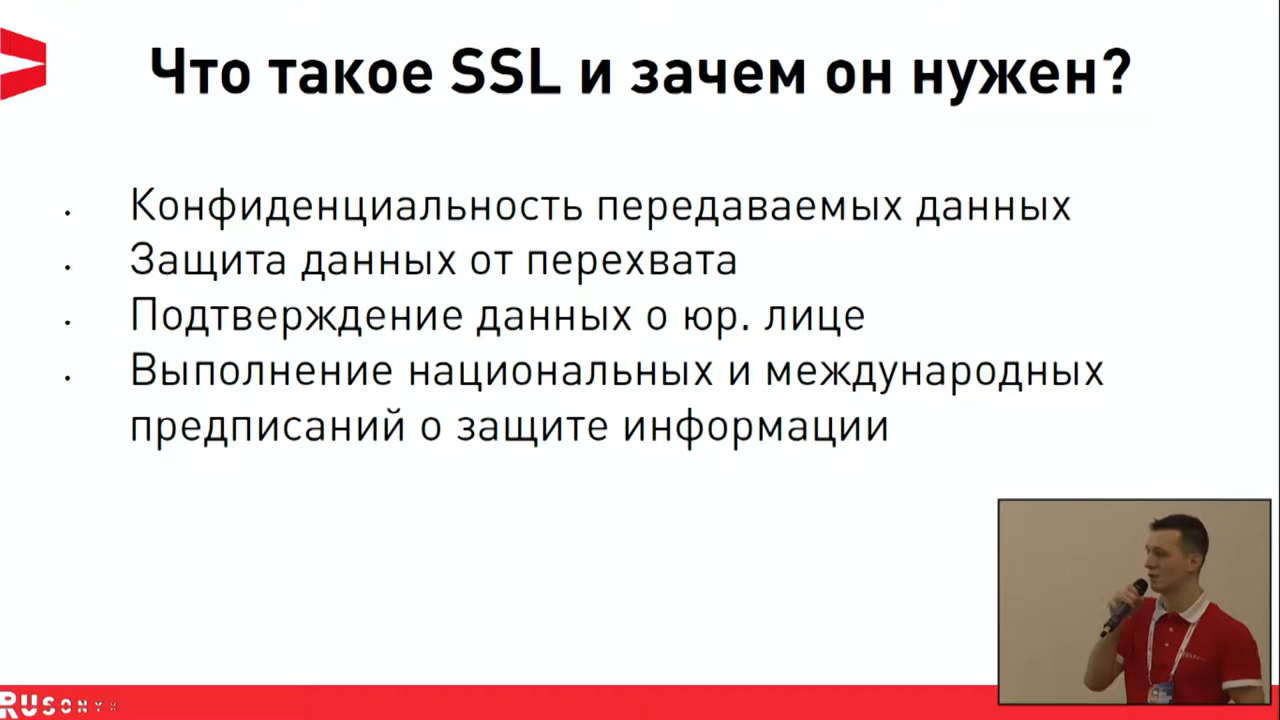 Что такое SSL и зачем он нужен?
• Конфиденциальность передаваемых данных
• Защита данных от перехвата
• Подтверждение данных о юр. лице
• Выполнение национальных и международных
предписаний о защите информации
RUSONYX